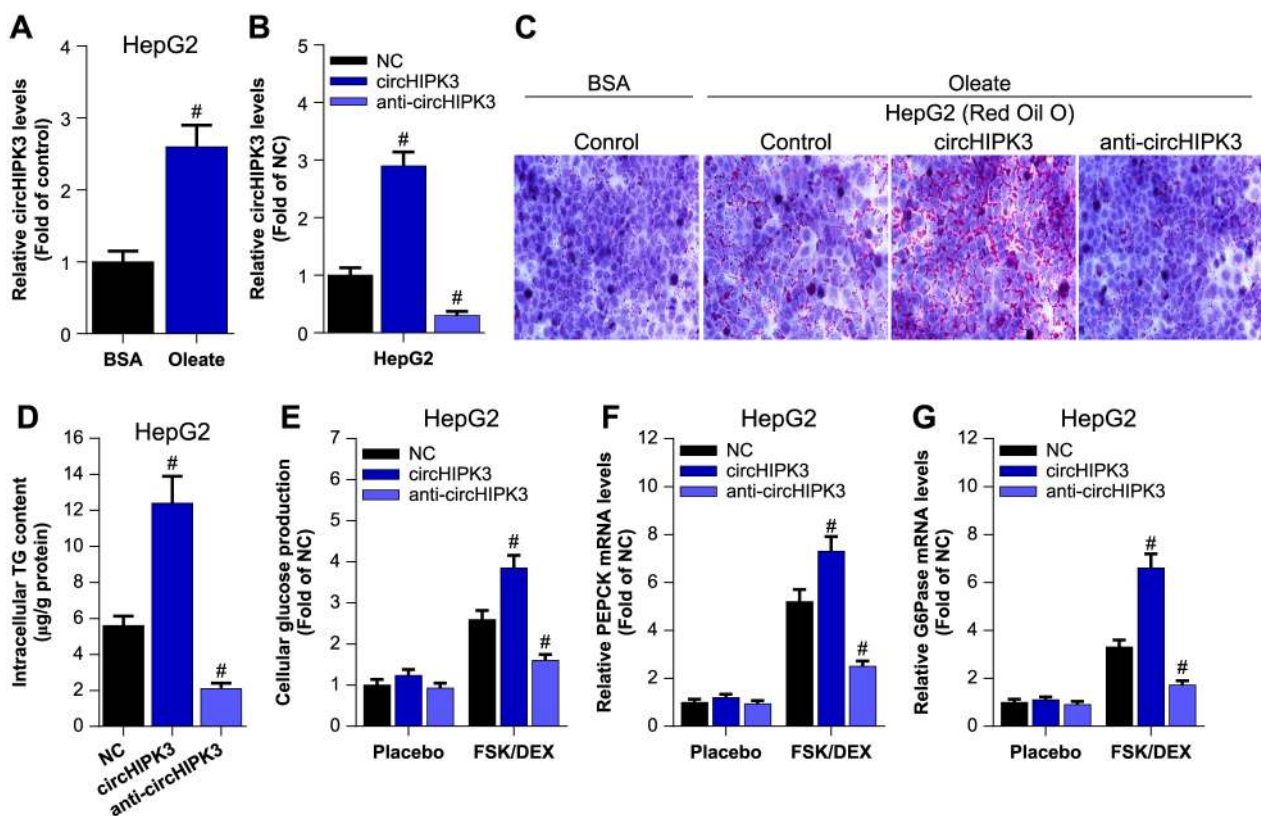 A
HepG2
Relative circHIPK3 levels
(Fold of control)
4
3
2
1
0
#
BSA
Oleate
B
Relative circHIPK3 levels
(Fold of NC)
5
4
3
2
1
0
NC
circHIPK3
anti-circHIPK3
#
#
HepG2
C
BSA
Oleate
HepG2 (Red Oil O)
Conrol
Control
circHIPK3
anti-circHIPK3
D
HepG2
Intracellular TG content
(µg/g protein)
16
14
12
10
8
6
4
2
0
#
#
NC
circHIPK3
anti-circHIPK3
E
HepG2
Cellular glucose production
(Fold of NC)
7
6
5
4
3
2
1
0
NC
circHIPK3
anti-circHIPK3
#
#
Placebo
FSK/DEX
F
HepG2
Relative PEPCK mRNA levels
(Fold of NC)
12
10
8
6
4
2
0
NC
circHIPK3
anti-circHIPK3
#
#
Placebo
FSK/DEX
G
HepG2
Relative G6Pase mRNA levels
(Fold of NC)
12
10
8
6
4
2
0
NC
circHIPK3
anti-circHIPK3
#
#
Placebo
FSK/DEX